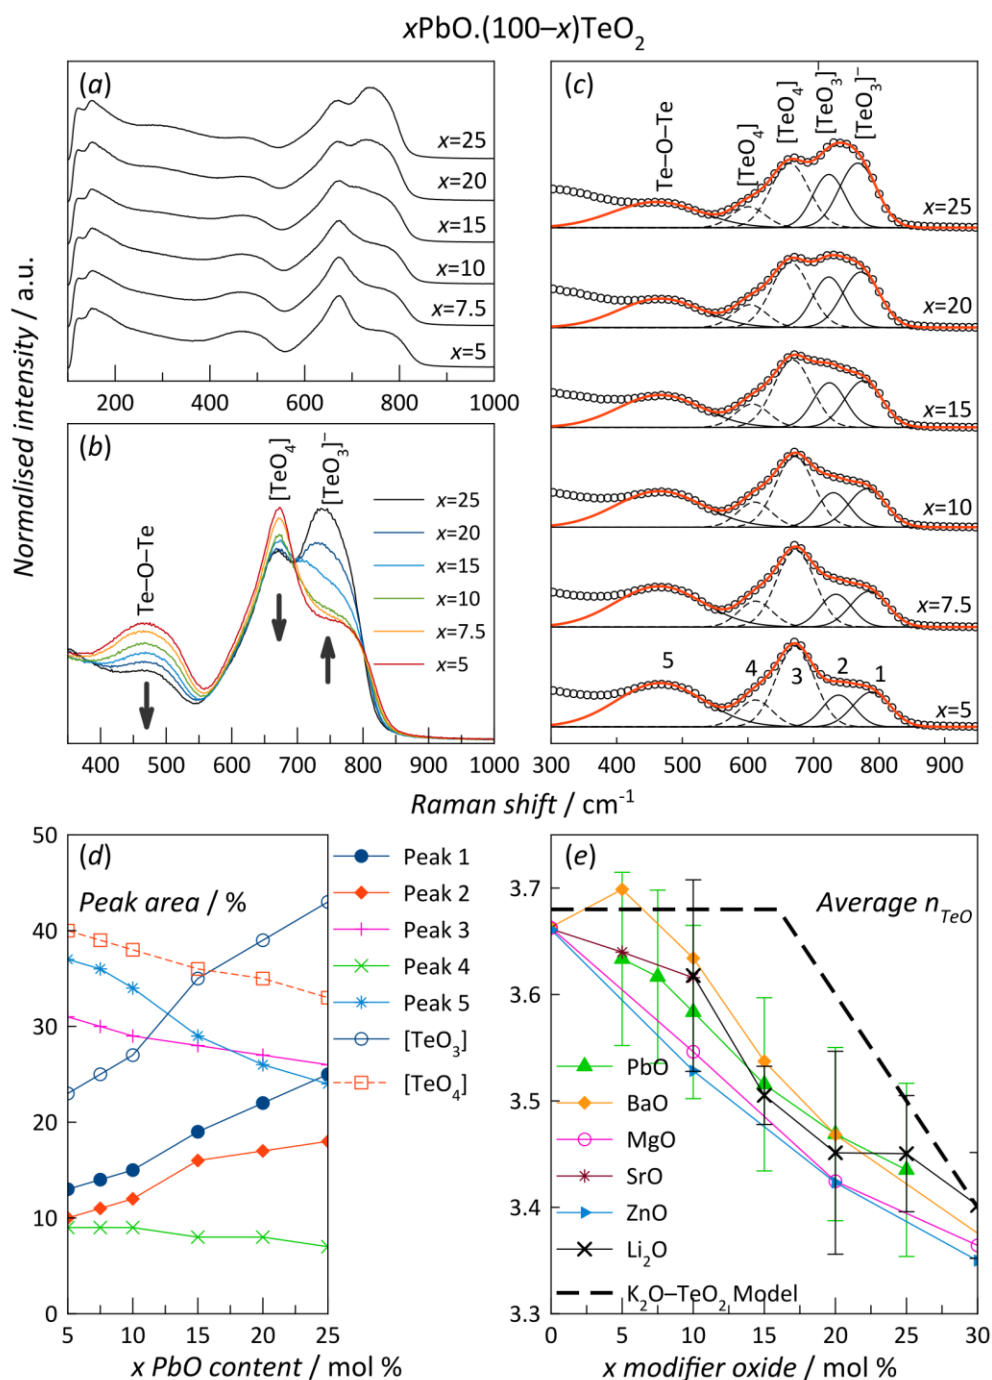 xPbO.(100–x)TeO₂
(a)
x=25
x=20
x=15
x=10
x=7.5
x=5
100 200 400 600 800 1000
(b)
Te–O–Te
[TeO₄]
[TeO₃]⁻
x=25
x=20
x=15
x=10
x=7.5
x=5
400 500 600 700 800 900 1000
Normalised intensity / a.u.
(c)
Te–O–Te
[TeO₄]
[TeO₄]
[TeO₃]⁻
[TeO₃]⁻
x=25
x=20
x=15
x=10
x=7.5
5 4 3 2 1
x=5
300 400 500 600 700 800 900
Raman shift / cm⁻¹
(d)
Peak area / %
50
40
30
20
10
0
5 10 15 20 25
x PbO content / mol %
Peak 1
Peak 2
Peak 3
Peak 4
Peak 5
[TeO₃]
[TeO₄]
(e)
Average n_TeO
3.7
3.6
3.5
3.4
3.3
PbO
BaO
MgO
SrO
ZnO
Li₂O
K₂O–TeO₂ Model
0 5 10 15 20 25 30
x modifier oxide / mol %